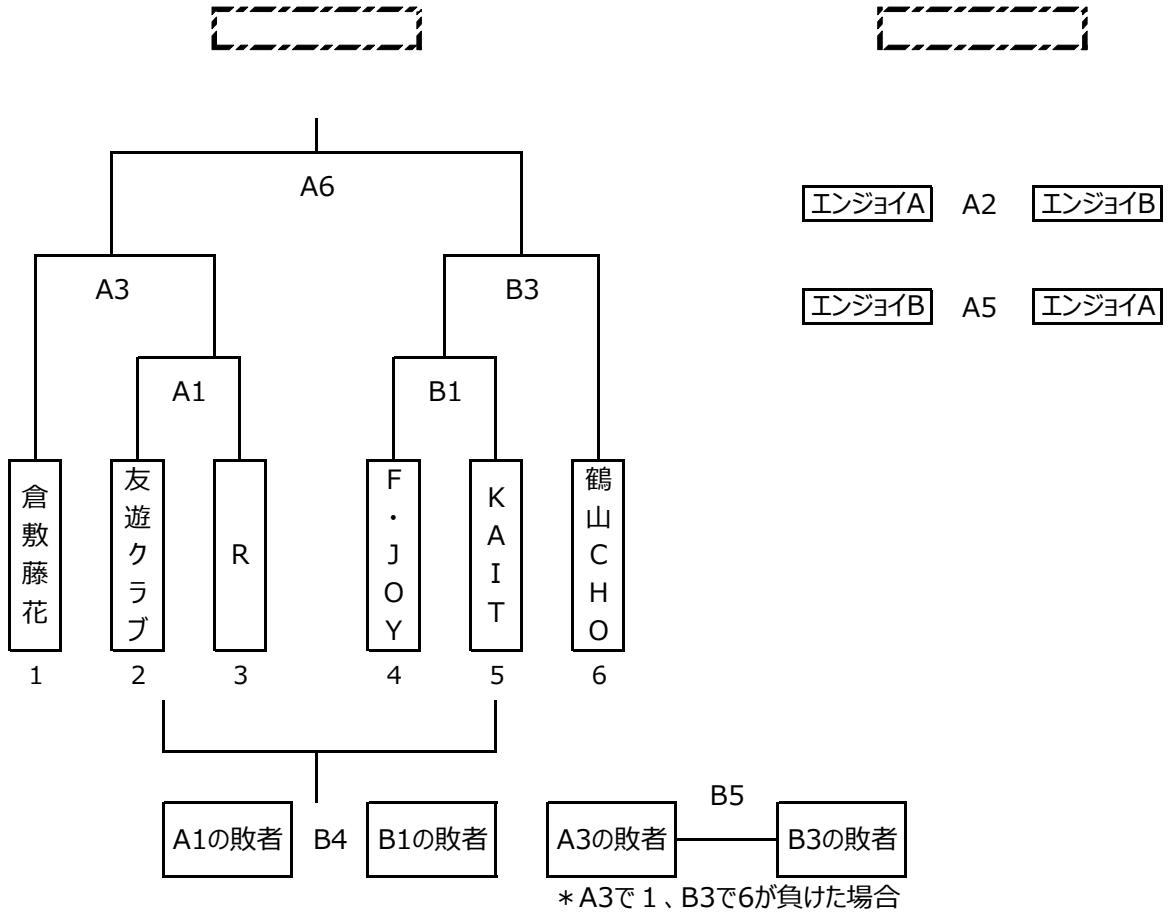 A6
エンジョイA A2 エンジョイB
A3 B3
エンジョイB A5 エンジョイA
A1 B1
倉敷藤花
友遊クラブ
R
F・JOY
KAIT
鶴山CHO
1 2 3 4 5 6
B5
A1の敗者 B4 B1の敗者 A3の敗者 B3の敗者
＊A3で１、B3で6が負けた場合